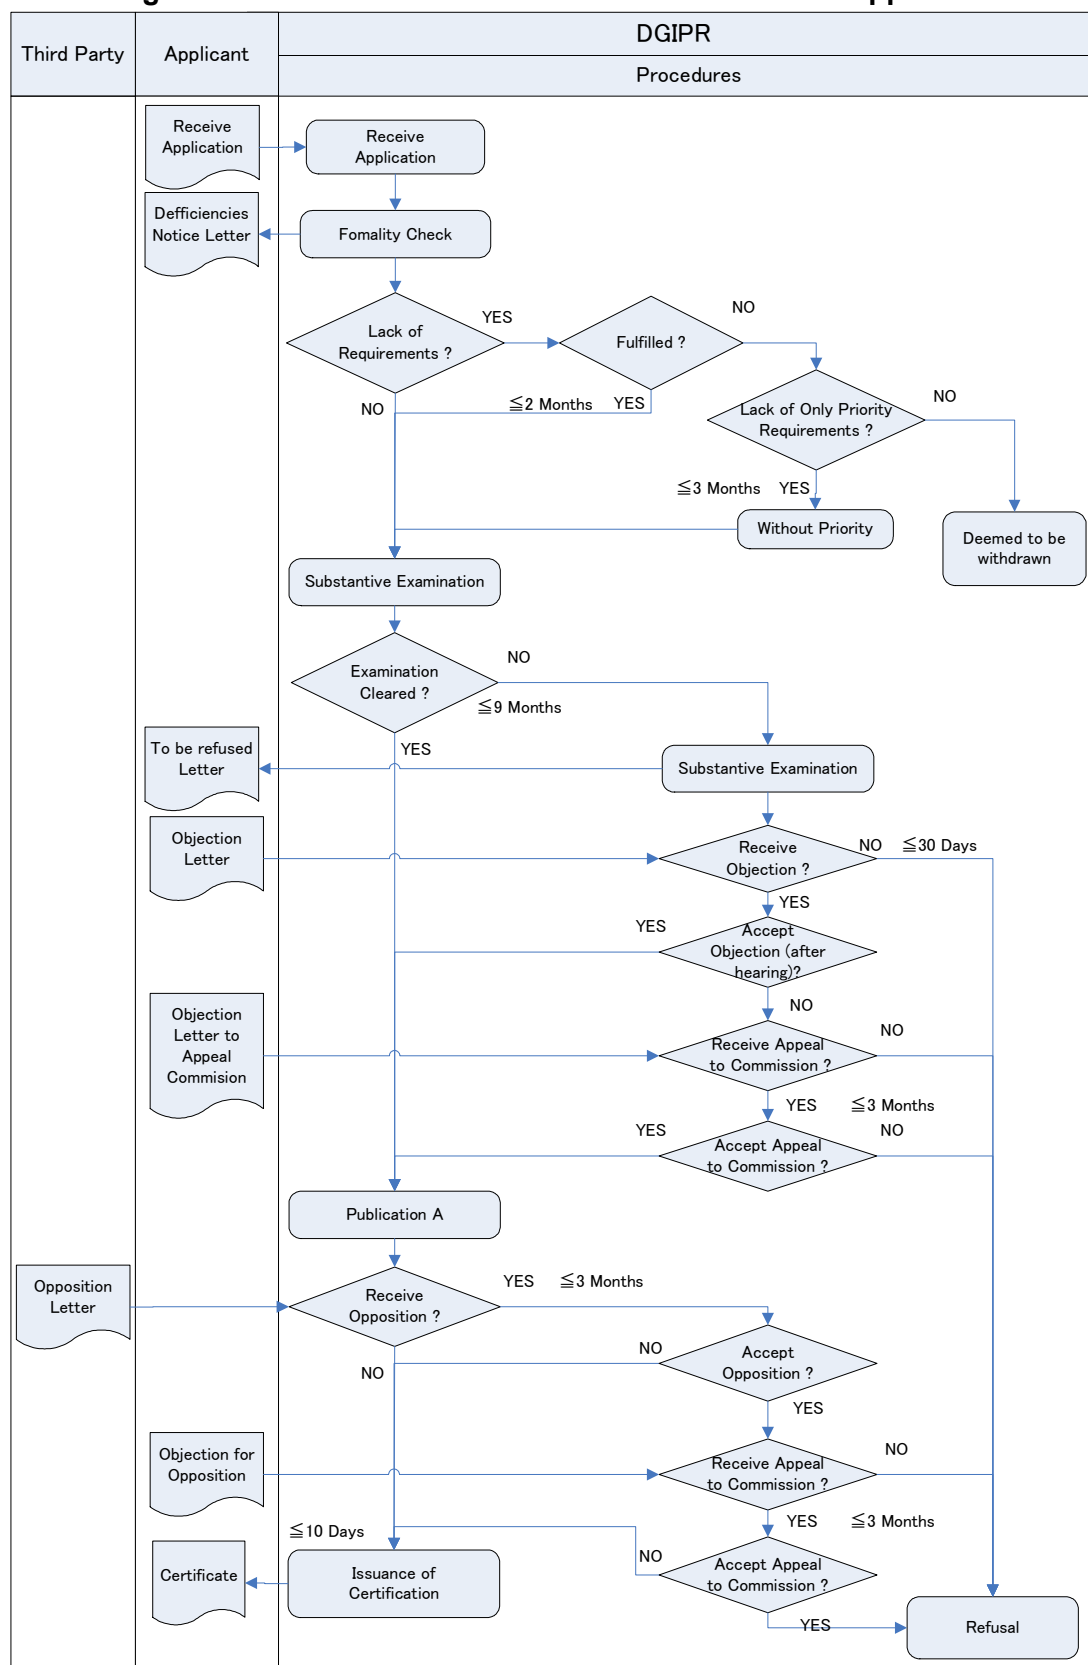 DGIPR
Third Party
Applicant
Procedures
Receive
Application
Receive
Application
Defficiencies
Notice Letter
Fomality Check
Lack of
Requirements ?
YES
Fulfilled ?
NO
NO
≦2 Months
YES
Lack of Only Priority
Requirements ?
NO
≦3 Months
YES
Without Priority
Deemed to be
withdrawn
Substantive Examination
Examination
Cleared ?
NO
≦9 Months
YES
To be refused
Letter
Substantive Examination
Objection
Letter
Receive
Objection ?
NO
≦30 Days
YES
YES
Accept
Objection (after
hearing)?
NO
Objection
Letter to
Appeal
Commision
Receive Appeal
to Commission ?
NO
YES
≦3 Months
YES
Accept Appeal
to Commission ?
NO
Publication A
Opposition
Letter
Receive
Opposition ?
YES
≦3 Months
NO
NO
Accept
Opposition ?
YES
Objection for
Opposition
Receive Appeal
to Commission ?
NO
YES
≦3 Months
≦10 Days
Certificate
Issuance of
Certification
NO
Accept Appeal
to Commission ?
YES
Refusal